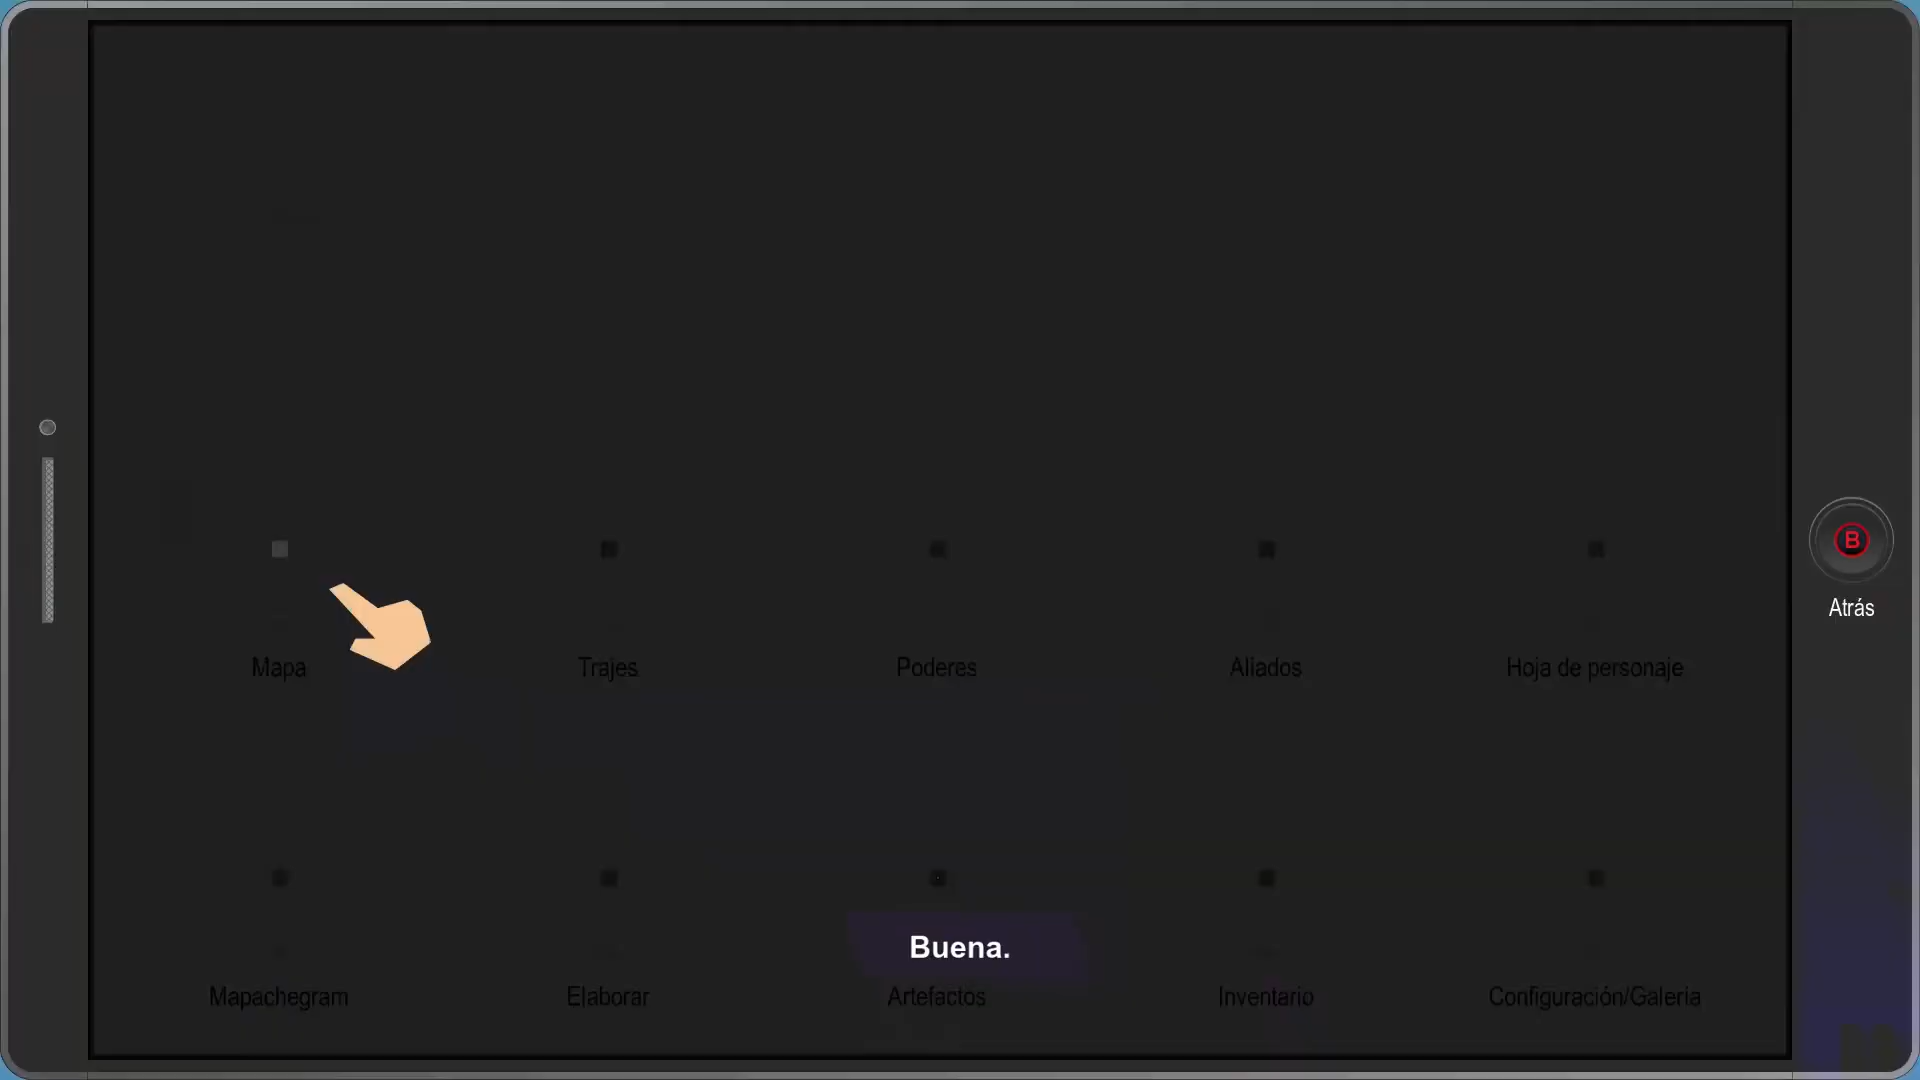 B
Atrás
Mapa
Trajes
Poderes
Aliados
Hoja de personaje
Buena.
Mapachegram
Elaborar
Artefactos
Inventario
Configuración/Galería